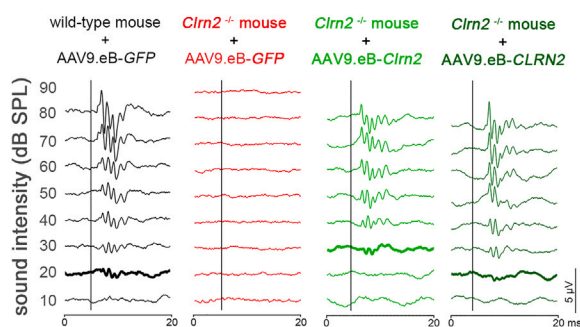 wild-type mouse
+
AAV9.eB-GFP
Clrn2 -/- mouse
+
AAV9.eB-GFP
Clrn2 -/- mouse
+
AAV9.eB-Clrn2
Clrn2 -/- mouse
+
AAV9.eB-CLRN2
sound intensity (dB SPL)
90
80
70
60
50
40
30
20
10
0
20
0
20
0
20
0
20 ms
5 µV